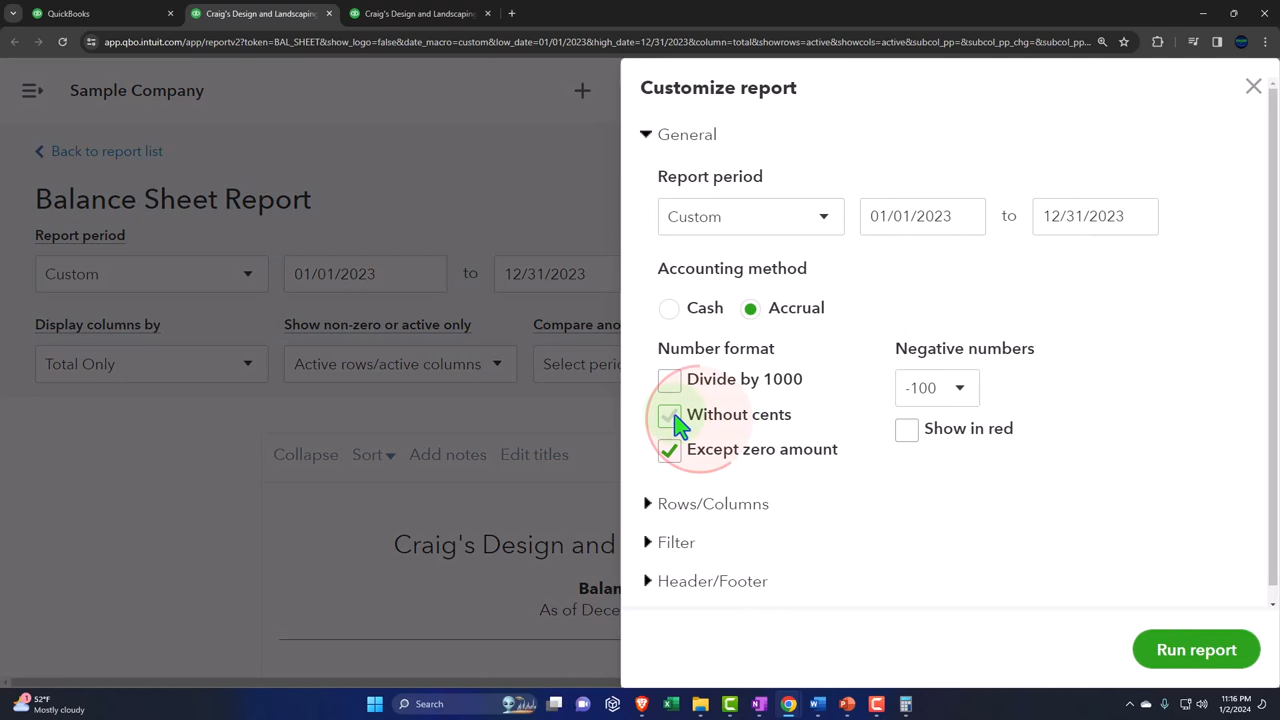 QuickBooks
Craig's Design and Landscaping
Craig's Design and Landscaping
app.qbo.intuit.com/app/reportv2?token=BAL_SHEET&show_logo=false&date_macro=custom&low_date=01/01/2023&high_date=12/31/2023&column=total&showrows=active&showcols=active&subcol_pp=&subcol_pp_chg=&subcol_pp...
Sample Company
Back to report list
Balance Sheet Report
Report period
Custom
01/01/2023
to
12/31/2023
Display columns by
Show non-zero or active only
Compare ano
Total Only
Active rows/active columns
Select perio
Collapse
Sort
Add notes
Edit titles
Craig's Design and
Balan
As of Dece
Customize report
General
Report period
Custom
01/01/2023
to
12/31/2023
Accounting method
Cash
Accrual
Number format
Negative numbers
Divide by 1000
-100
Without cents
Show in red
Except zero amount
Rows/Columns
Filter
Header/Footer
Run report
52°F
Mostly cloudy
Search
11:16 PM
1/2/2024